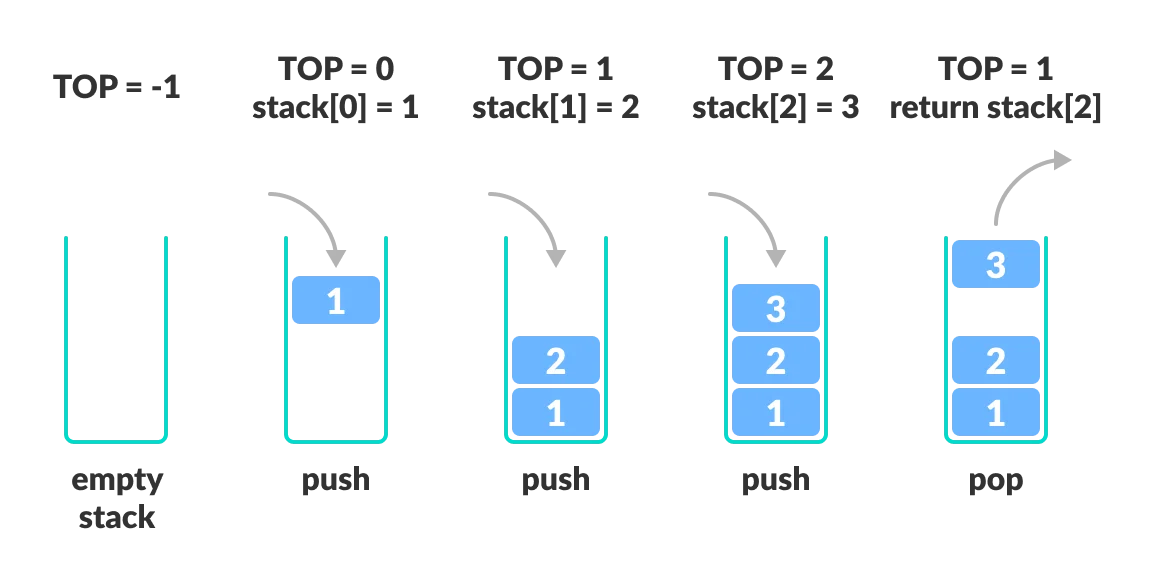 TOP = -1
TOP = 0
stack[0] = 1
TOP = 1
stack[1] = 2
TOP = 2
stack[2] = 3
TOP = 1
return stack[2]
1
2
1
3
2
1
3
2
1
empty
stack
push
push
push
pop